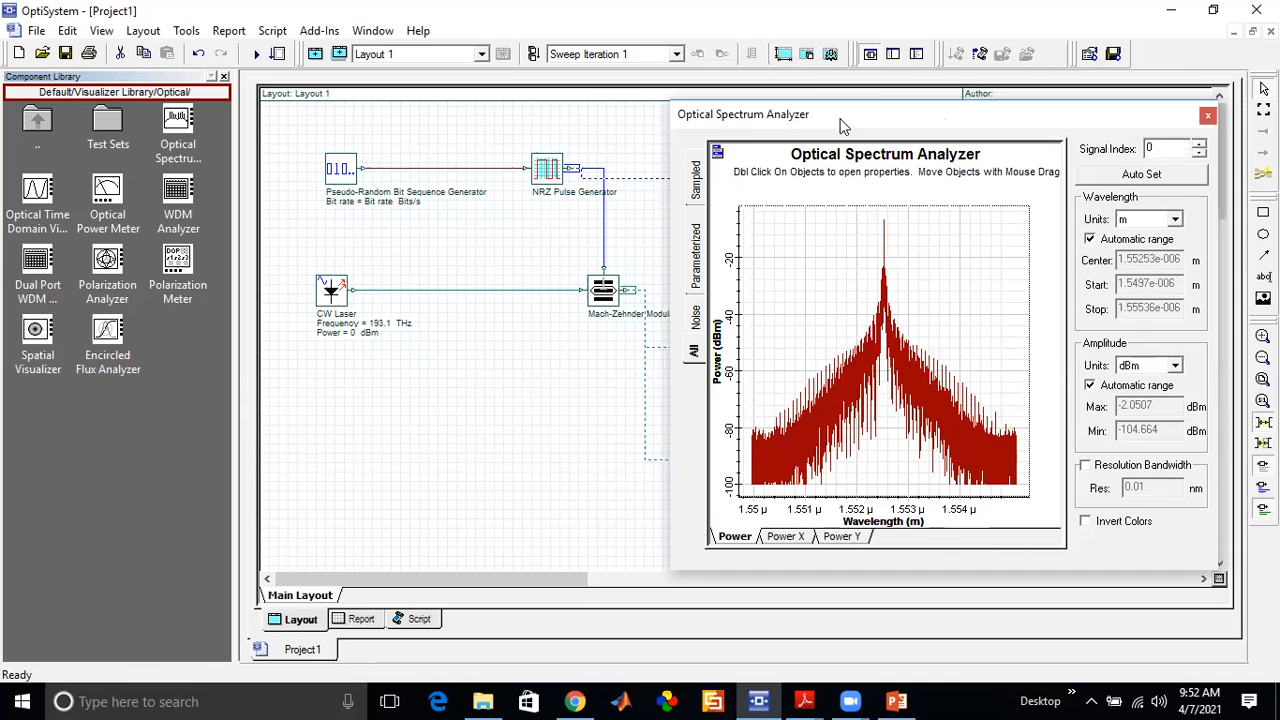 OptiSystem - [Project1]
File Edit View Layout Tools Report Script Add-Ins Window Help
Layout 1
Sweep Iteration 1
Component Library
Default/Visualizer Library/Optical/
..
Test Sets
Optical Spectru...
Optical Time Domain Vi...
Optical Power Meter
WDM Analyzer
Dual Port WDM ...
Polarization Analyzer
Polarization Meter
Spatial Visualizer
Encircled Flux Analyzer
Layout: Layout 1
Author:
010..
Pseudo-Random Bit Sequence Generator
Bit rate = Bit rate Bits/s
NRZ Pulse Generator
CW Laser
Frequency = 193.1 THz
Power = 0 dBm
Mach-Zehnder Modula
Optical Spectrum Analyzer
Optical Spectrum Analyzer
Dbl Click On Objects to open properties. Move Objects with Mouse Drag
Sampled
Parameterized
Noise
All
Power (dBm)
-20
-40
-60
-80
-100
1.55 µ 1.551 µ 1.552 µ 1.553 µ 1.554 µ
Wavelength (m)
Power Power X Power Y
Signal Index: 0
Auto Set
Wavelength
Units: m
Automatic range
Center: 1.55253e-006 m
Start: 1.5497e-006 m
Stop: 1.55536e-006 m
Amplitude
Units: dBm
Automatic range
Max: -2.0507 dBm
Min: -104.664 dBm
Resolution Bandwidth
Res: 0.01 nm
Invert Colors
Main Layout
Layout Report Script
Project1
Ready
Type here to search
Desktop
9:52 AM
4/7/2021